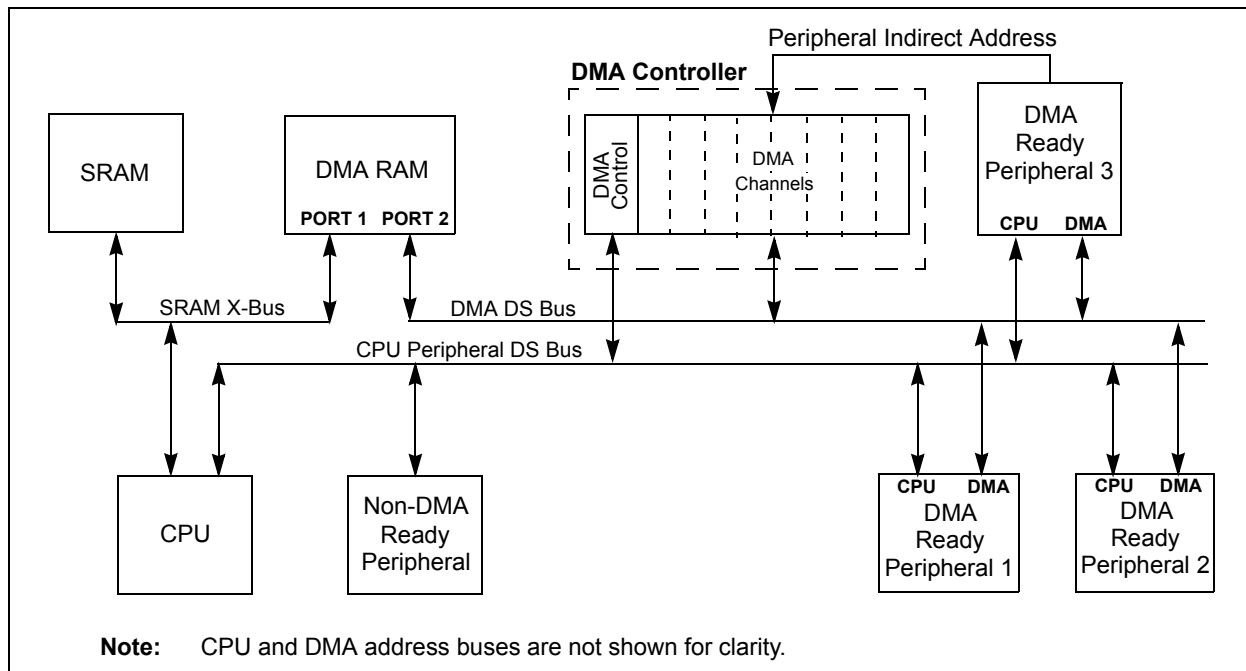 Peripheral Indirect Address
DMA Controller
SRAM
DMA RAM
PORT 1 PORT 2
DMA
Control
DMA
Channels
DMA
Ready
Peripheral 3
CPU DMA
SRAM X-Bus
DMA DS Bus
CPU Peripheral DS Bus
CPU
Non-DMA
Ready
Peripheral
CPU DMA
DMA
Ready
Peripheral 1
CPU DMA
DMA
Ready
Peripheral 2
Note: CPU and DMA address buses are not shown for clarity.